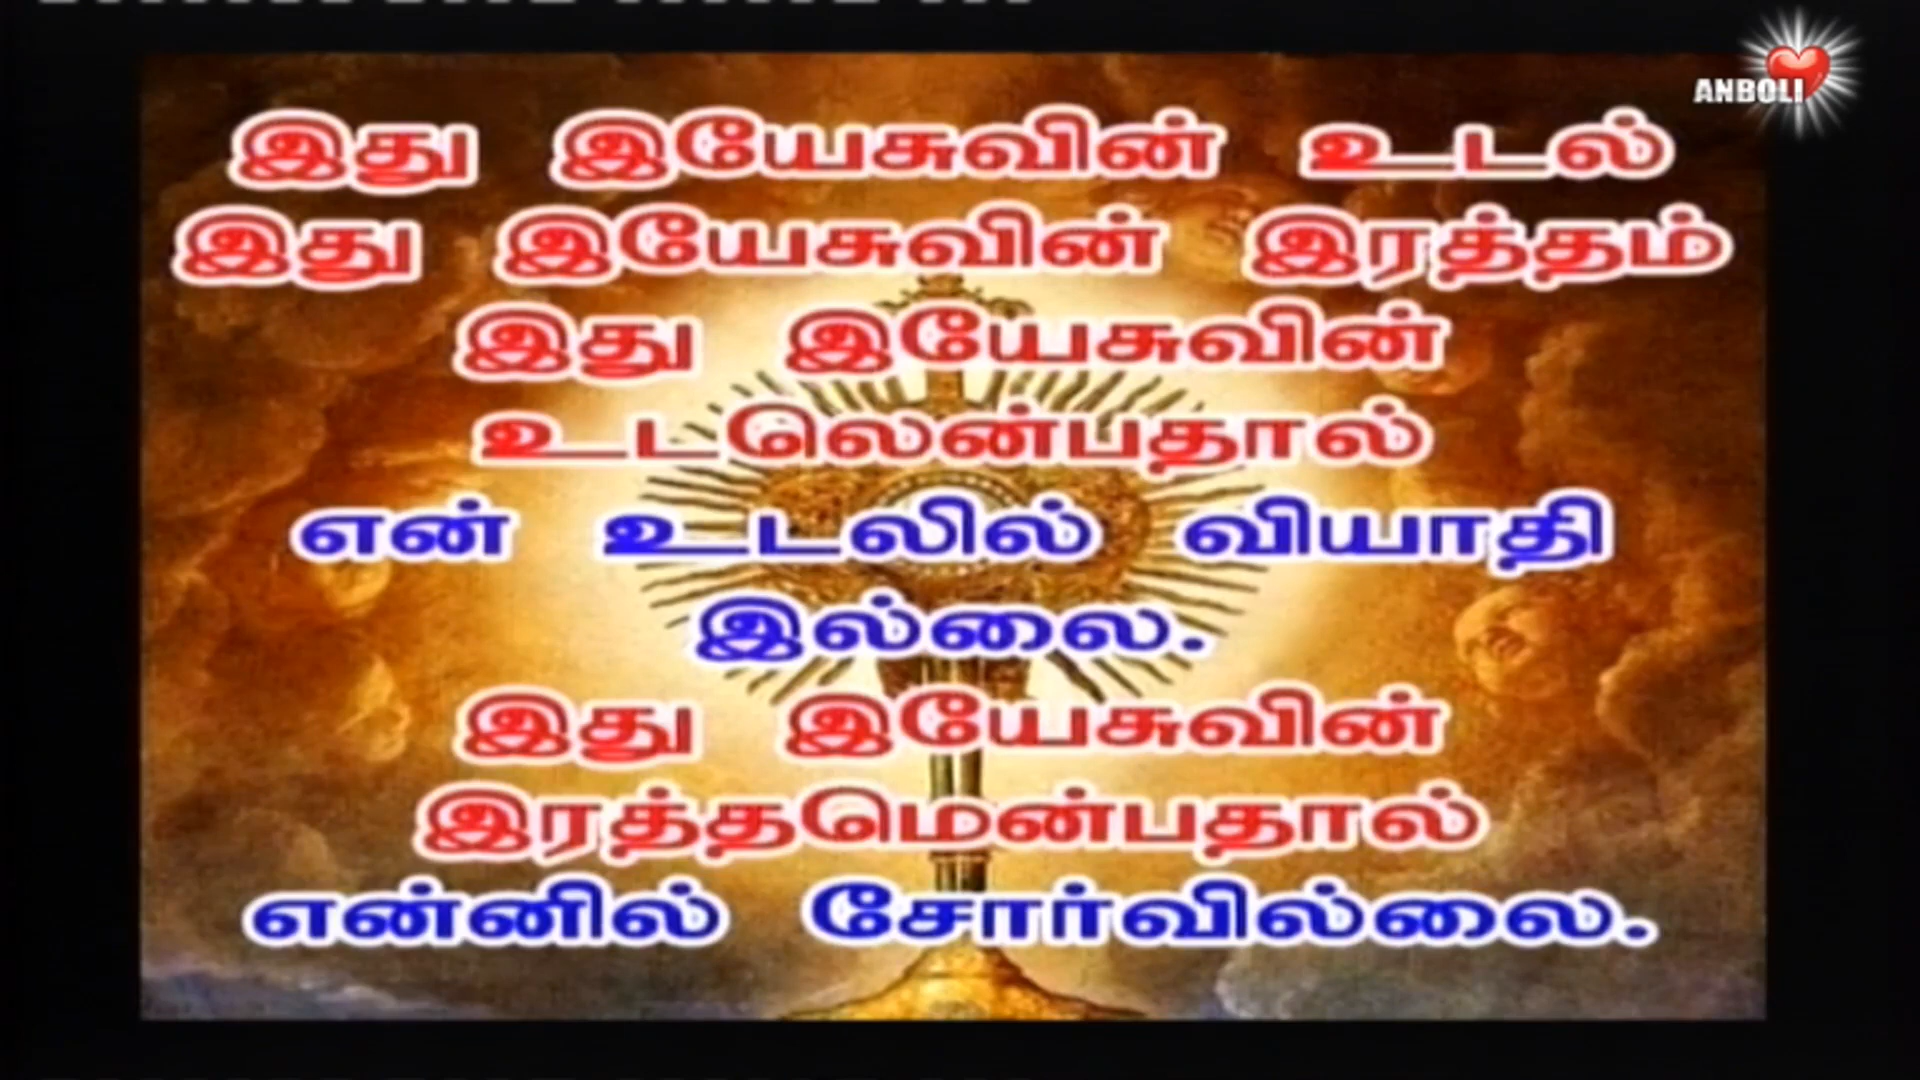 ANBOLI
இது இயேசுவின் உடல்
இது இயேசுவின் இரத்தம்
இது இயேசுவின்
உடலென்பதால்
என் உடலில் வியாதி
இல்லை.
இது இயேசுவின்
இரத்தமென்பதால்
என்னில் சோர்வில்லை.